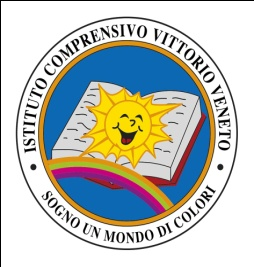 ISTITUTO COMPRENSIVO VITTORIO VENETO
SOGNO UN MONDO DI COLORI